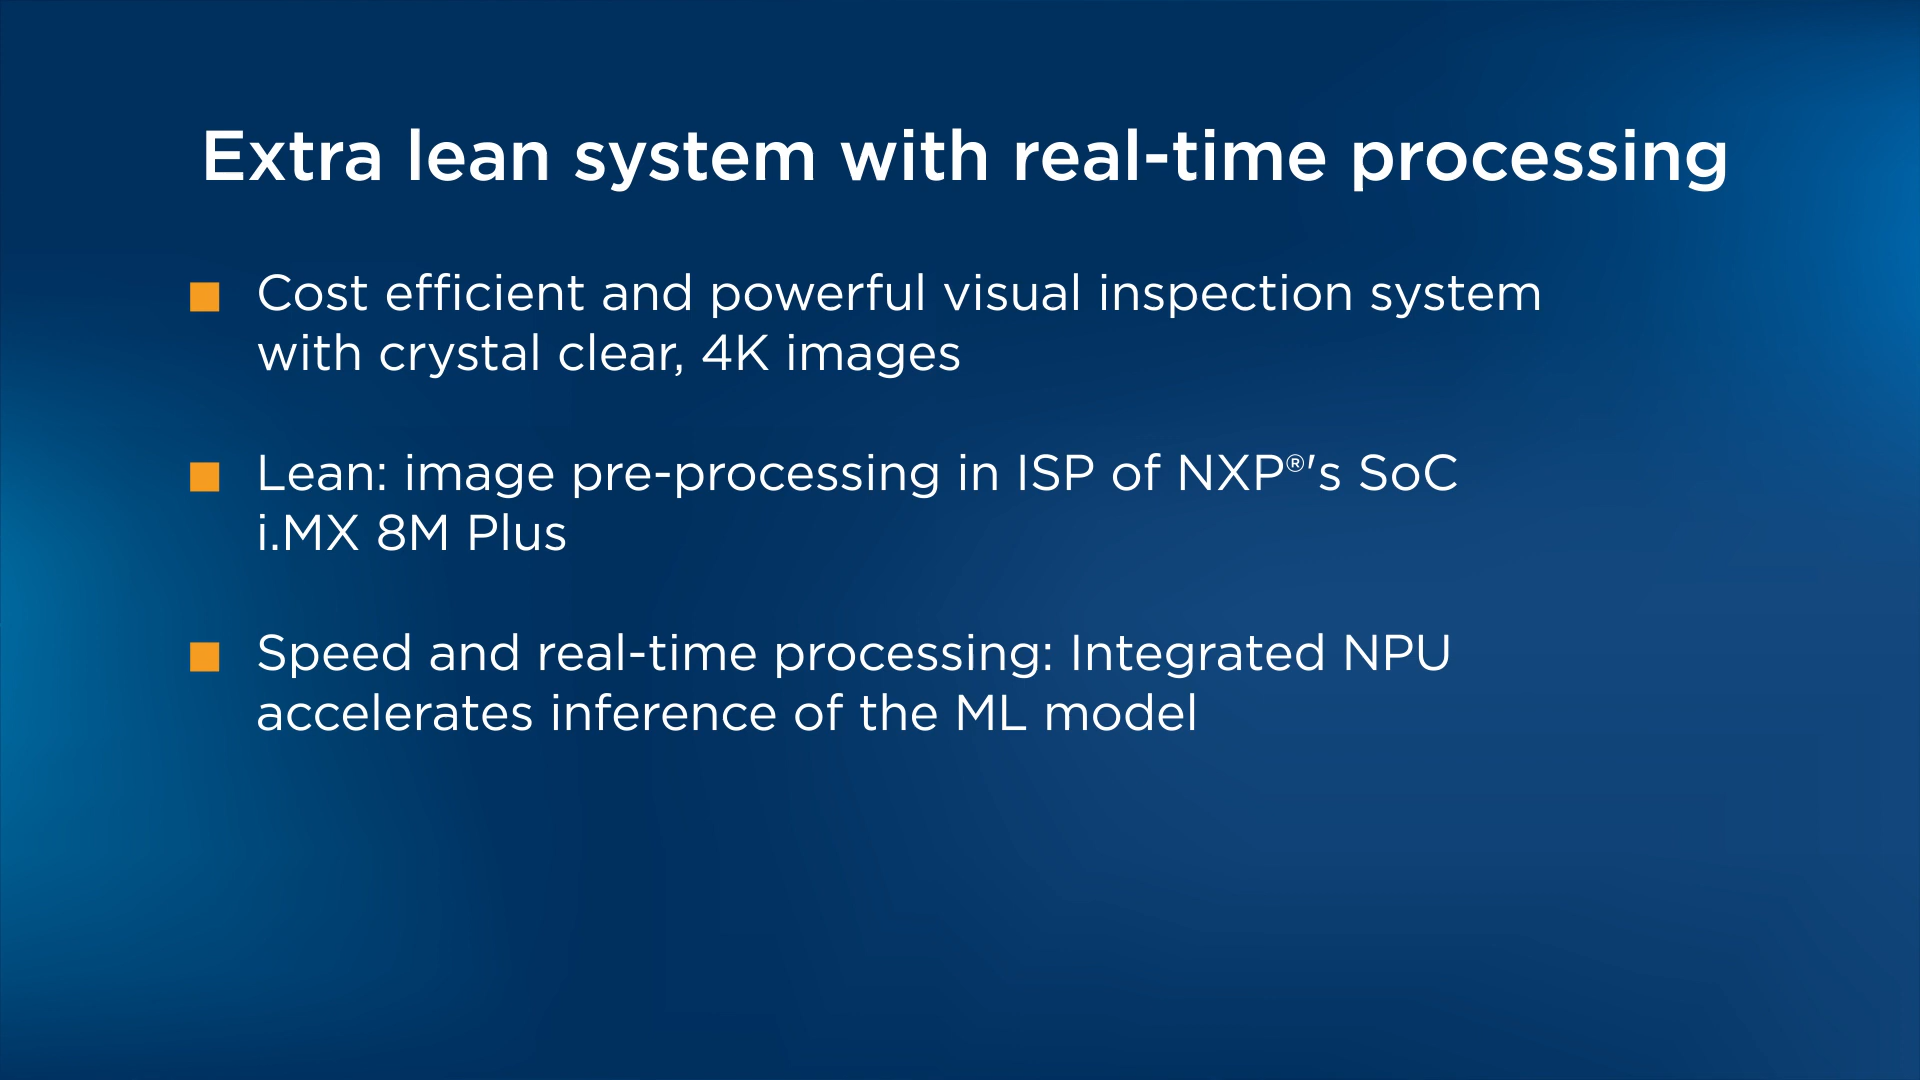 Extra lean system with real-time processing
Cost efficient and powerful visual inspection system
with crystal clear, 4K images
Lean: image pre-processing in ISP of NXP®'s SoC
i.MX 8M Plus
Speed and real-time processing: Integrated NPU
accelerates inference of the ML model